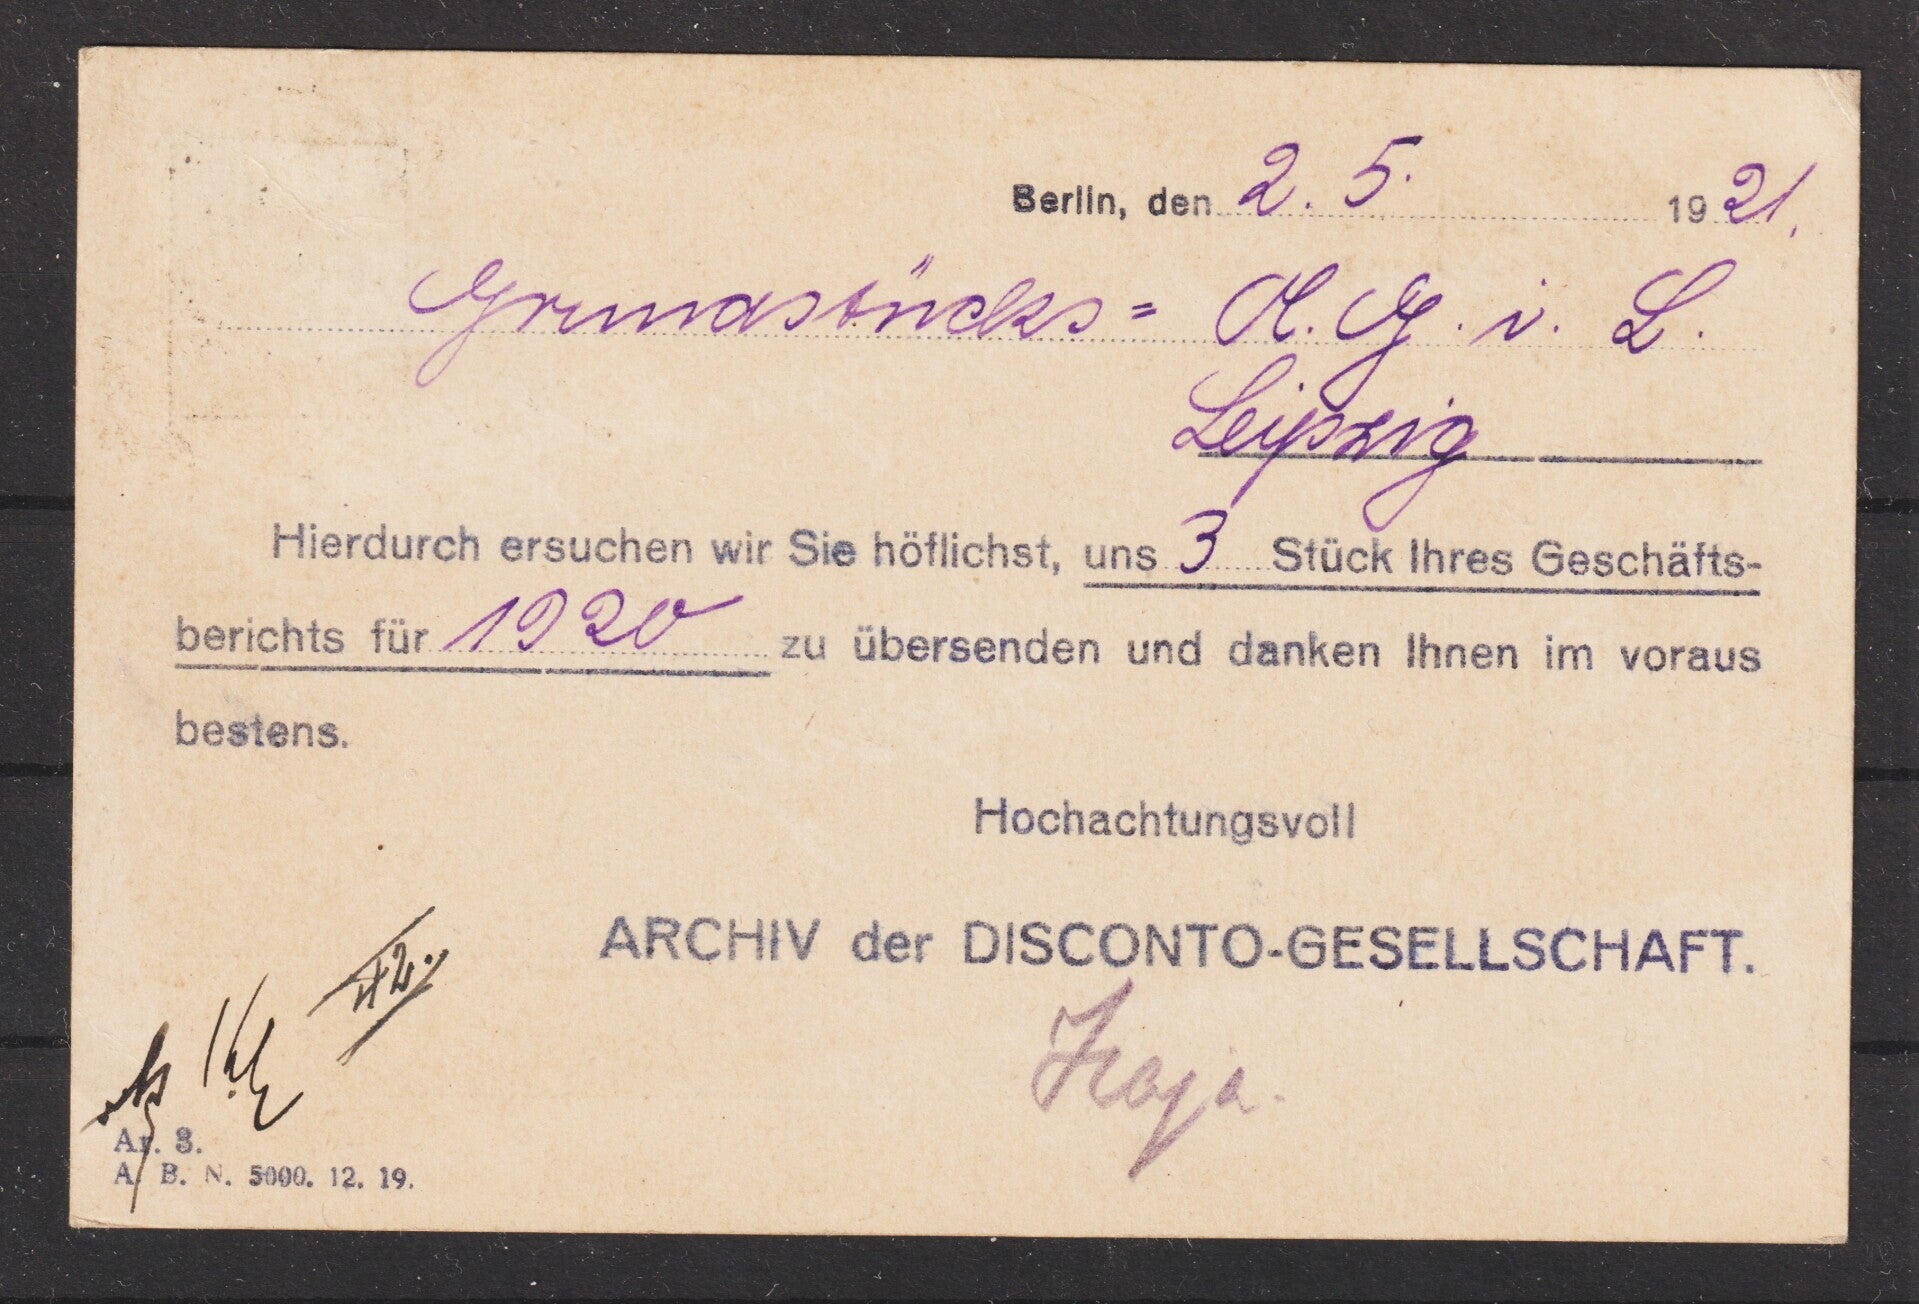 Berlin, den 2. 5. 1921.
Grundstücks= A. G. i. L.
Leipzig
Hierdurch ersuchen wir Sie höflichst, uns 3 Stück Ihres Geschäfts-
berichts für 1920 zu übersenden und danken Ihnen im voraus
bestens.
Hochachtungsvoll
ARCHIV der DISCONTO-GESELLSCHAFT.
Ar. 3.
A. B. N. 5000. 12. 19.